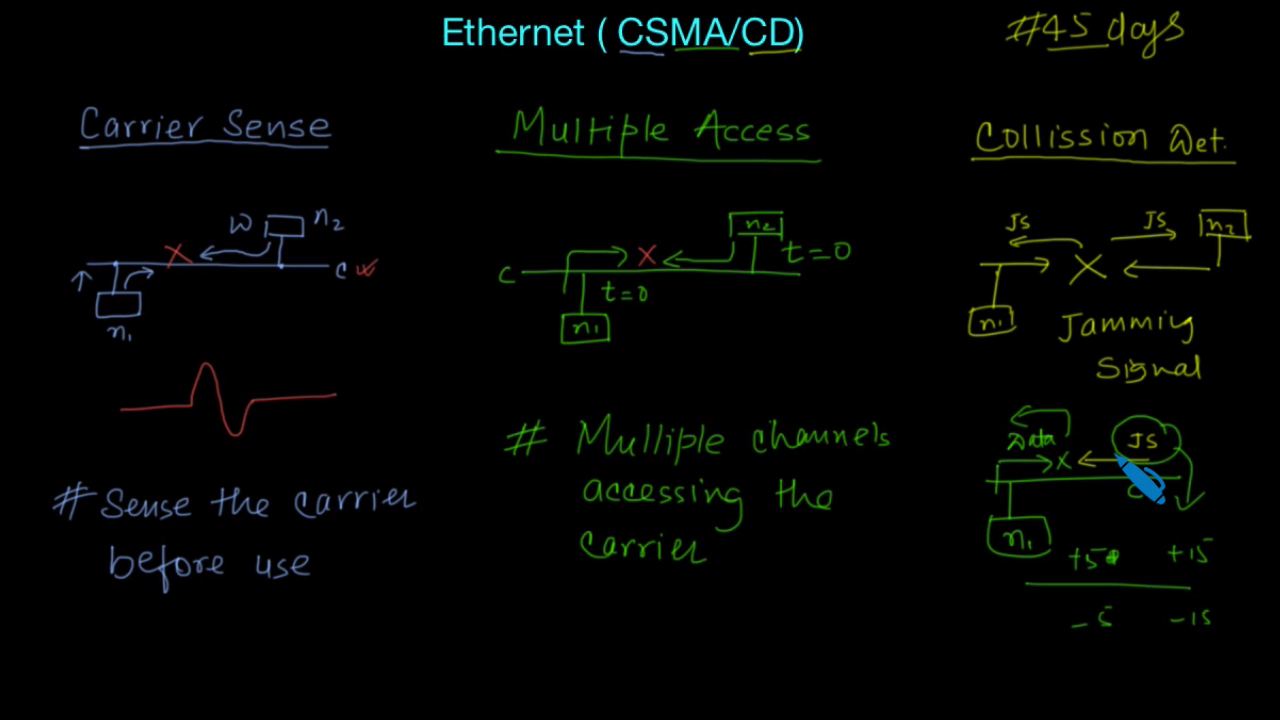 Ethernet ( CSMA/CD)
#45 days
Carrier Sense
n2
W
C
n1
# Sense the carrier
before use
Multiple Access
n2
t=0
C
t=0
n1
# Multiple channels
accessing the
carrier
Collission Det.
JS
JS
n2
n1
Jamming
Signal
Data
JS
C
n1
+5
+15
-5
-15